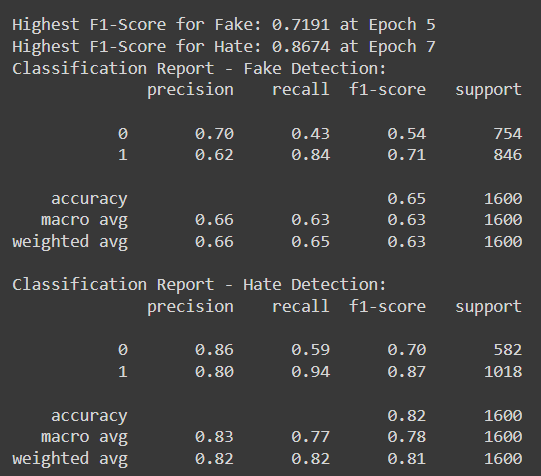 Highest F1-Score for Fake: 0.7191 at Epoch 5
Highest F1-Score for Hate: 0.8674 at Epoch 7
Classification Report - Fake Detection:
              precision    recall  f1-score   support

           0       0.70      0.43      0.54       754
           1       0.62      0.84      0.71       846

    accuracy                           0.65      1600
   macro avg       0.66      0.63      0.63      1600
weighted avg       0.66      0.65      0.63      1600

Classification Report - Hate Detection:
              precision    recall  f1-score   support

           0       0.86      0.59      0.70       582
           1       0.80      0.94      0.87      1018

    accuracy                           0.82      1600
   macro avg       0.83      0.77      0.78      1600
weighted avg       0.82      0.82      0.81      1600